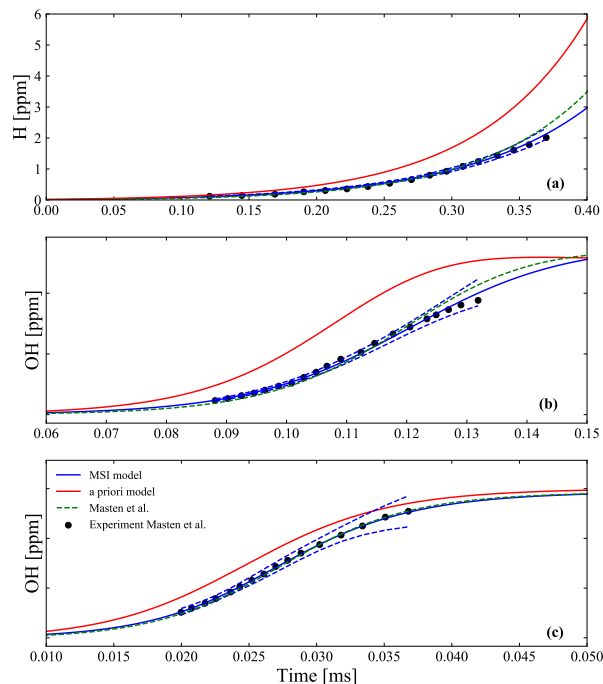 6
5
4
3
2
1
0
H [ppm]
(a)
0.00 0.05 0.10 0.15 0.20 0.25 0.30 0.35 0.40
OH [ppm]
(b)
0.06 0.07 0.08 0.09 0.10 0.11 0.12 0.13 0.14 0.15
MSI model
a priori model
Masten et al.
Experiment Masten et al.
OH [ppm]
(c)
0.010 0.015 0.020 0.025 0.030 0.035 0.040 0.045 0.050
Time [ms]